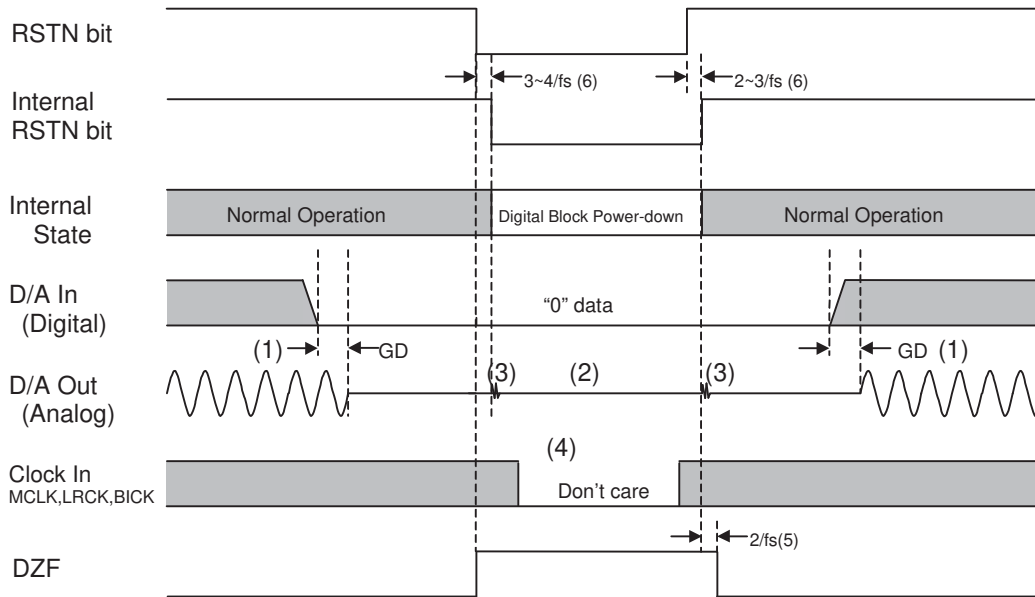 RSTN bit
3~4/fs (6)
2~3/fs (6)
Internal
RSTN bit
Internal
State
Normal Operation
Digital Block Power-down
Normal Operation
D/A In
(Digital)
“0” data
(1)
GD
GD
(1)
D/A Out
(Analog)
(3)
(2)
(3)
Clock In
MCLK,LRCK,BICK
(4)
Don’t care
2/fs(5)
DZF